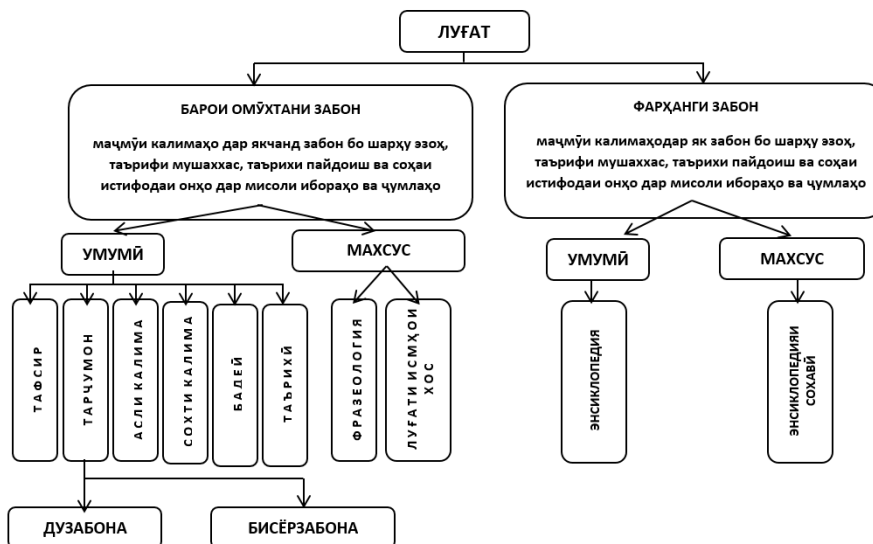 ЛУҒАТ
БАРОИ ОМӮХТАНИ ЗАБОН
маҷмӯи калимаҳо дар якчанд забон бо шарҳу эзоҳ,
таърифи мушаххас, таърихи пайдоиш ва соҳаи
истифодаи онҳо дар мисоли ибораҳо ва ҷумлаҳо
ФАРҲАНГИ ЗАБОН
маҷмӯи калимаҳодар як забон бо шарҳу эзоҳ,
таърифи мушаххас, таърихи пайдоиш ва соҳаи
истифодаи онҳо дар мисоли ибораҳо ва ҷумлаҳо
УМУМӢ
МАХСУС
УМУМӢ
МАХСУС
ТАФСИР
ТАРҶУМОН
АСЛИ КАЛИМА
СОХТИ КАЛИМА
БАДЕӢ
ТАЪРИХӢ
ФРАЗЕОЛОГИЯ
ЛУҒАТИ ИСМҲОИ
ХОС
ЭНСИКЛОПЕДИЯ
ЭНСИКЛОПЕДИЯИ
СОХАВӢ
ДУЗАБОНА
БИСЁРЗАБОНА